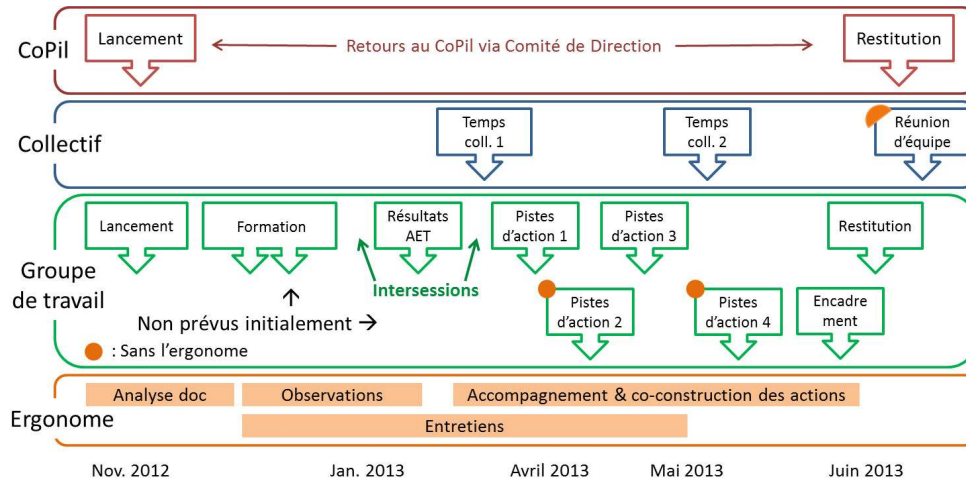 CoPil
Lancement
Retours au CoPil via Comité de Direction
Restitution
Collectif
Temps
coll. 1
Temps
coll. 2
Réunion
d'équipe
Groupe
de travail
Lancement
Formation
Résultats
AET
Pistes
d'action 1
Pistes
d'action 3
Restitution
Intersessions
Non prévus initialement →
Pistes
d'action 2
Pistes
d'action 4
Encadre
ment
: Sans l'ergonome
Ergonome
Analyse doc
Observations
Accompagnement & co-construction des actions
Entretiens
Nov. 2012
Jan. 2013
Avril 2013
Mai 2013
Juin 2013